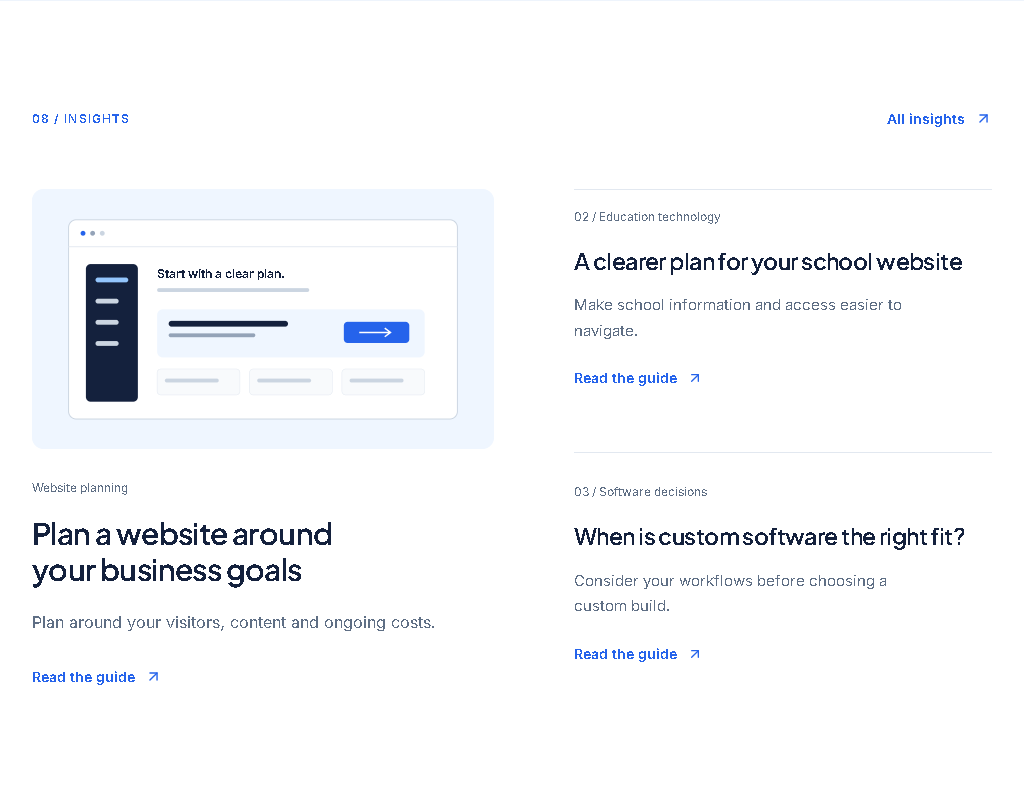 08 / INSIGHTS
All insights
Start with a clear plan.
Website planning
Plan a website around
your business goals
Plan around your visitors, content and ongoing costs.
Read the guide
02 / Education technology
A clearer plan for your school website
Make school information and access easier to
navigate.
Read the guide
03 / Software decisions
When is custom software the right fit?
Consider your workflows before choosing a
custom build.
Read the guide